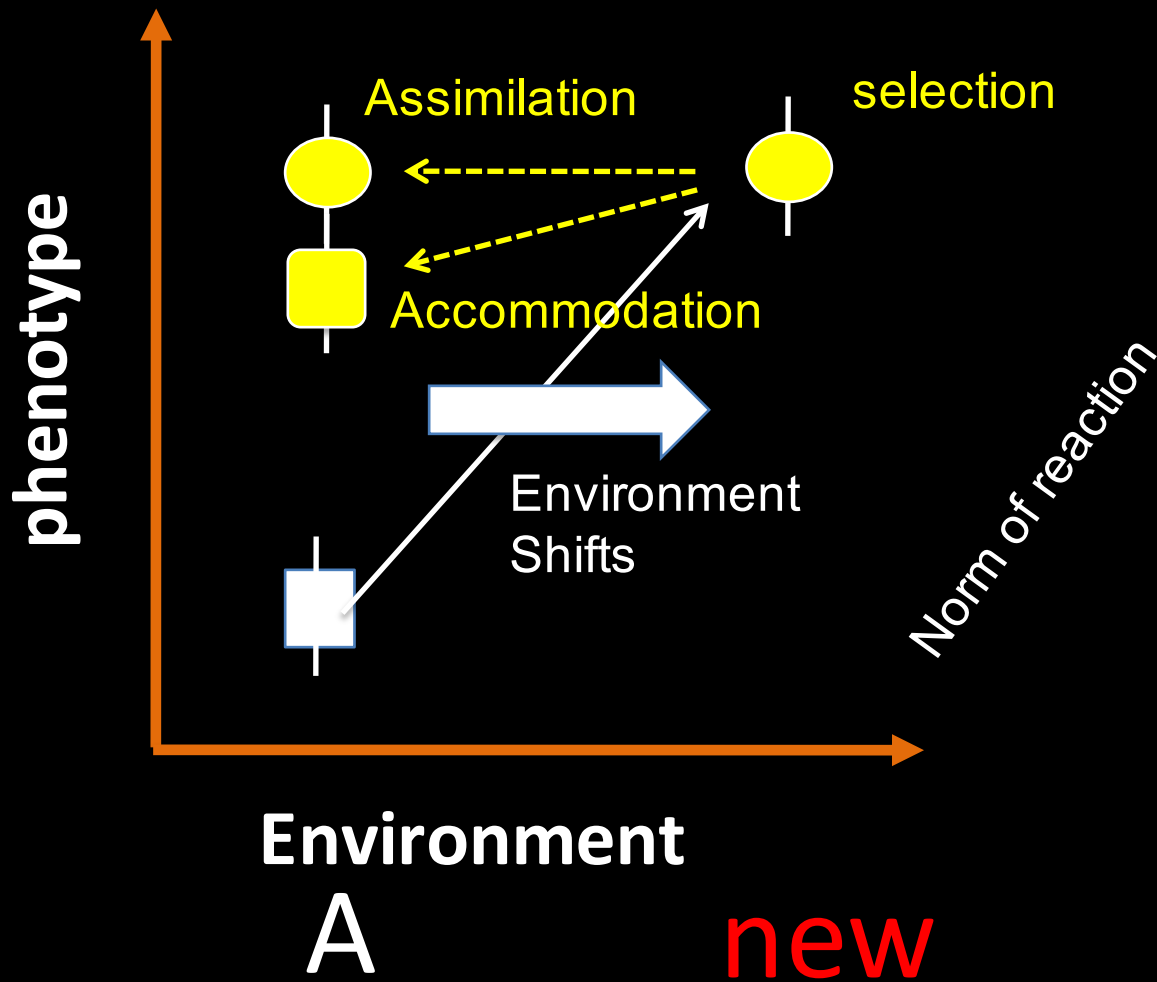 Assimilation
selection
phenotype
Accommodation
Environment
Shifts
Norm of reaction
Environment
A
new